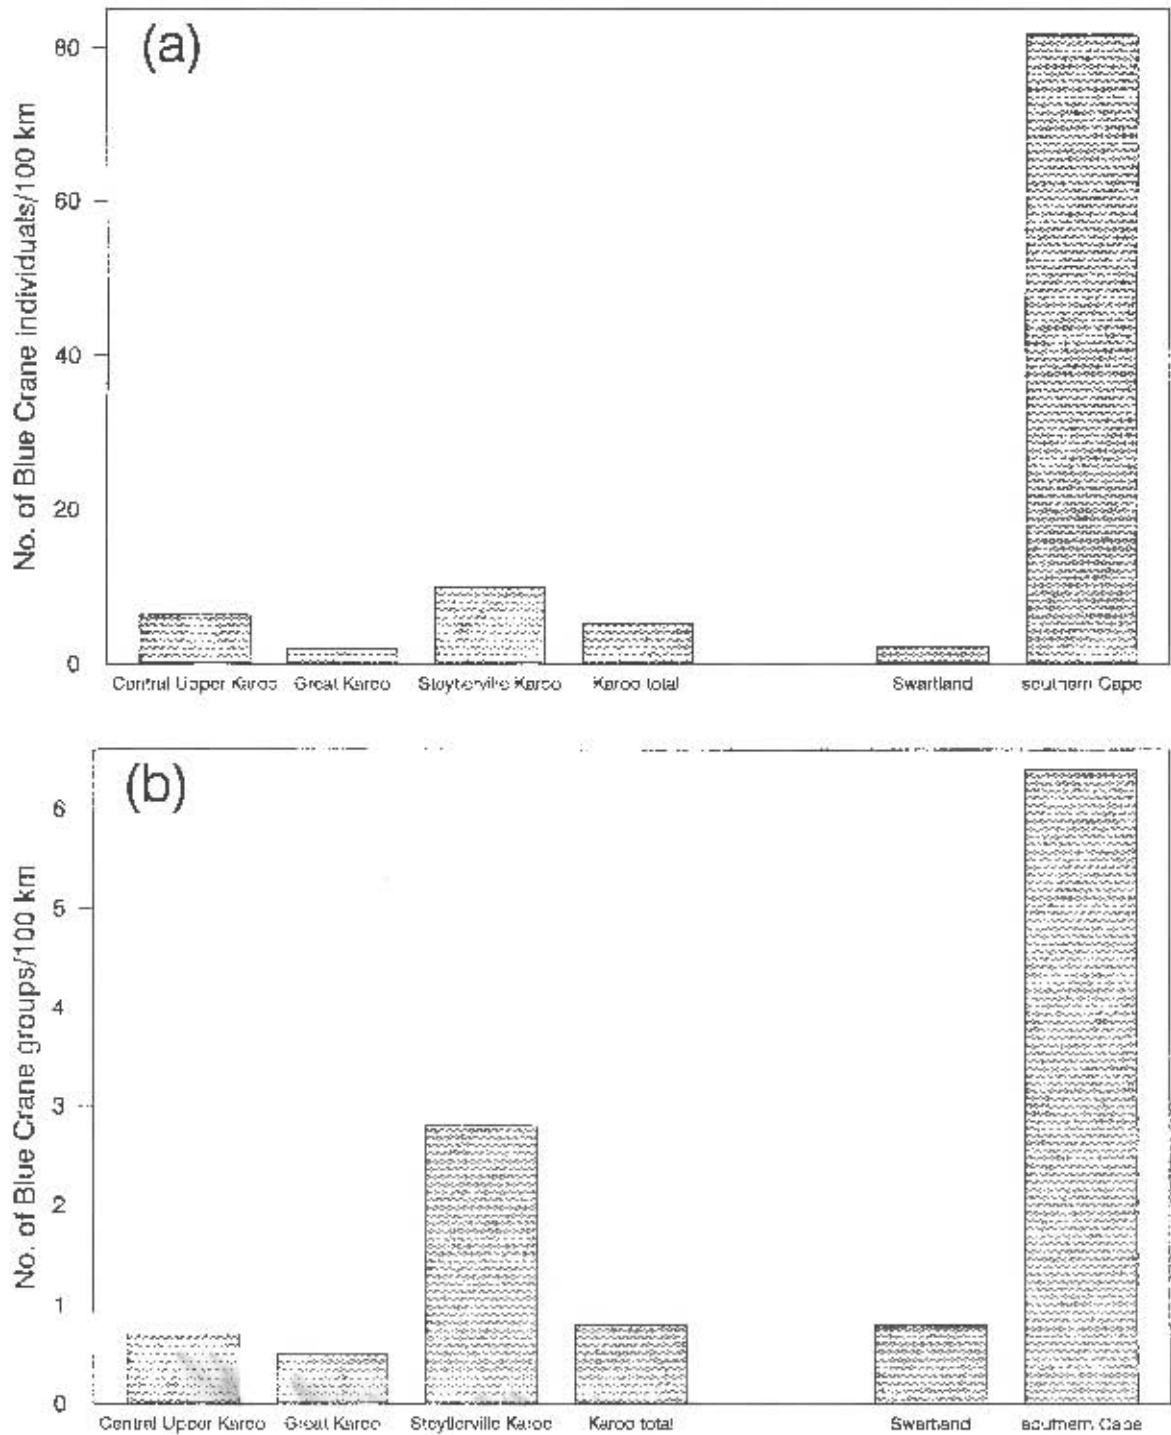 (a)
No. of Blue Crane individuals/100 km
80
60
40
20
0
Central Upper Karoo
Great Karoo
Steytlerville Karoo
Karoo total
Swartland
southern Cape
(b)
No. of Blue Crane groups/100 km
6
5
4
3
2
1
0
Central Upper Karoo
Great Karoo
Steytlerville Karoo
Karoo total
Swartland
southern Cape